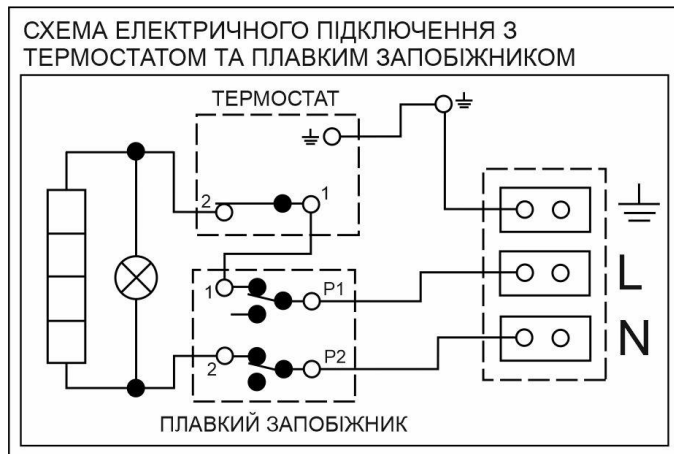 СХЕМА ЕЛЕКТРИЧНОГО ПІДКЛЮЧЕННЯ З
ТЕРМОСТАТОМ ТА ПЛАВКИМ ЗАПОБІЖНИКОМ
ТЕРМОСТАТ
2
1
1
P1
L
2
P2
N
ПЛАВКИЙ ЗАПОБІЖНИК